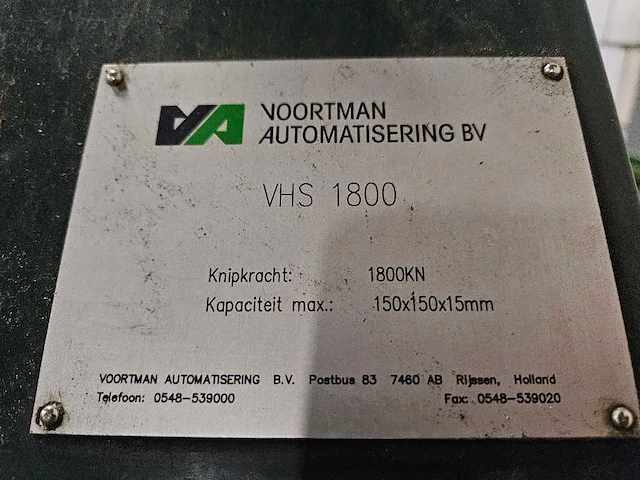 VA VOORTMAN
AUTOMATISERING BV
VHS 1800
Knipkracht: 1800KN
Kapaciteit max.: 150x150x15mm
VOORTMAN AUTOMATISERING B.V. Postbus 83 7460 AB Rijssen, Holland
Telefoon: 0548-539000 Fax: 0548-539020